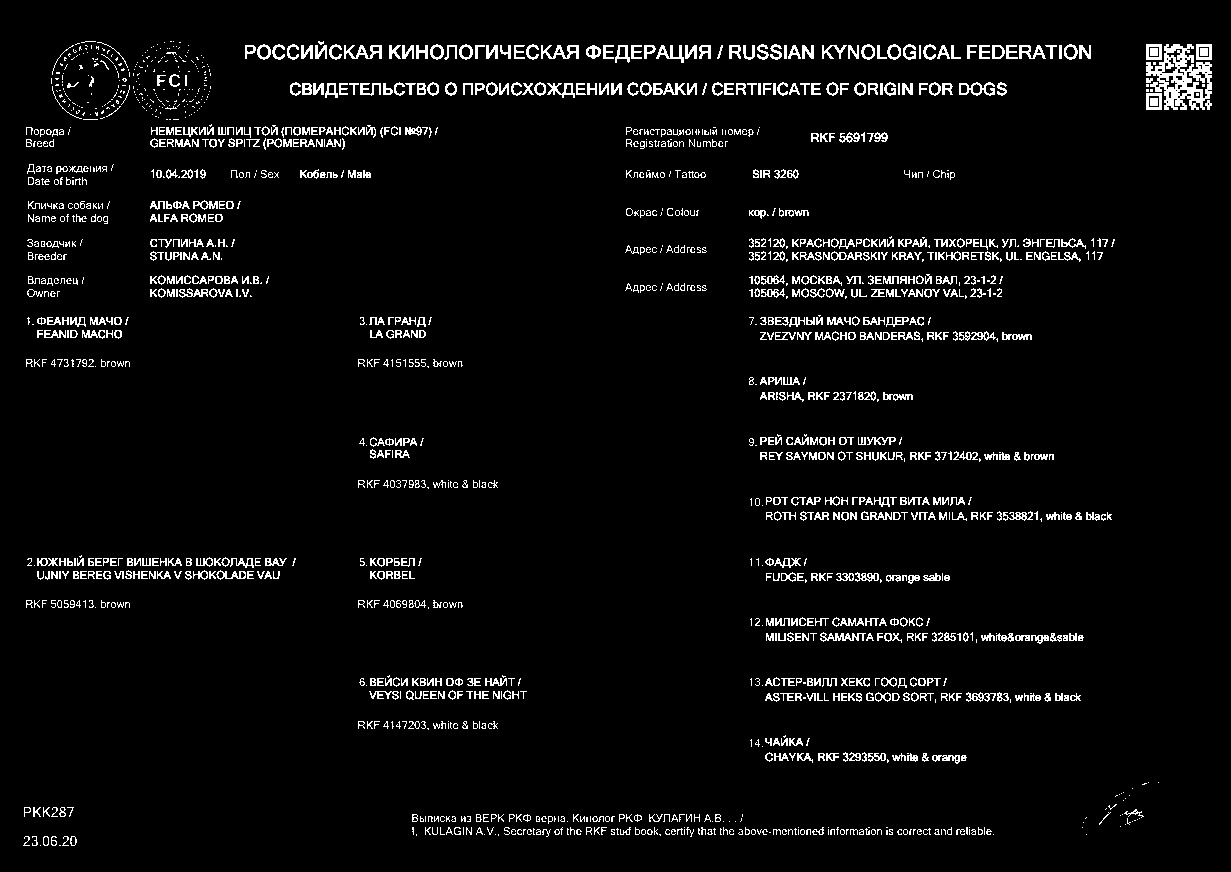 FCI
РОССИЙСКАЯ КИНОЛОГИЧЕСКАЯ ФЕДЕРАЦИЯ / RUSSIAN KYNOLOGICAL FEDERATION
СВИДЕТЕЛЬСТВО О ПРОИСХОЖДЕНИИ СОБАКИ / CERTIFICATE OF ORIGIN FOR DOGS
Порода /
Breed
НЕМЕЦКИЙ ШПИЦ ТОЙ (ПОМЕРАНСКИЙ) (FCI №97) /
GERMAN TOY SPITZ (POMERANIAN)
Регистрационный номер /
Registration Number
RKF 5691799
Дата рождения /
Date of birth
10.04.2019 Пол / Sex Кобель / Male
Клеймо / Tattoo SIR 3260 Чип / Chip
Кличка собаки /
Name of the dog
АЛЬФА РОМЕО /
ALFA ROMEO
Окрас / Colour кор. / brown
Заводчик /
Breeder
СТУПИНА А.Н. /
STUPINA A.N.
Адрес / Address
352120, КРАСНОДАРСКИЙ КРАЙ, ТИХОРЕЦК, УЛ. ЭНГЕЛЬСА, 117 /
352120, KRASNODARSKIY KRAY, TIKHORETSK, UL. ENGELSA, 117
Владелец /
Owner
КОМИССАРОВА И.В. /
KOMISSAROVA I.V.
Адрес / Address
105064, МОСКВА, УЛ. ЗЕМЛЯНОЙ ВАЛ, 23-1-2 /
105064, MOSCOW, UL. ZEMLYANOY VAL, 23-1-2
1. ФЕАНИД МАЧО /
FEANID MACHO
RKF 4731792, brown
2. ЮЖНЫЙ БЕРЕГ ВИШЕНКА В ШОКОЛАДЕ ВАУ /
UJNIY BEREG VISHENKA V SHOKOLADE VAU
RKF 5059413, brown
3. ЛА ГРАНД /
LA GRAND
RKF 4151555, brown
4. САФИРА /
SAFIRA
RKF 4037983, white & black
5. КОРБЕЛ /
KORBEL
RKF 4069804, brown
6. ВЕЙСИ КВИН ОФ ЗЕ НАЙТ /
VEYSI QUEEN OF THE NIGHT
RKF 4147203, white & black
7. ЗВЕЗДНЫЙ МАЧО БАНДЕРАС /
ZVEZVNY MACHO BANDERAS, RKF 3592904, brown
8. АРИША /
ARISHA, RKF 2371820, brown
9. РЕЙ САЙМОН ОТ ШУКУР /
REY SAYMON OT SHUKUR, RKF 3712402, white & brown
10. РОТ СТАР НОН ГРАНДТ ВИТА МИЛА /
ROTH STAR NON GRANDT VITA MILA, RKF 3538821, white & black
11. ФАДЖ /
FUDGE, RKF 3303890, orange sable
12. МИЛИСЕНТ САМАНТА ФОКС /
MILISENT SAMANTA FOX, RKF 3285101, white&orange&sable
13. АСТЕР-ВИЛЛ ХЕКС ГООД СОРТ /
ASTER-VILL HEKS GOOD SORT, RKF 3693783, white & black
14. ЧАЙКА /
CHAYKA, RKF 3293550, white & orange
РКК287
23.06.20
Выписка из ВЕРК РКФ верна. Кинолог РКФ КУЛАГИН А.В. . . /
1, KULAGIN A.V., Secretary of the RKF stud book, certify that the above-mentioned information is correct and reliable.